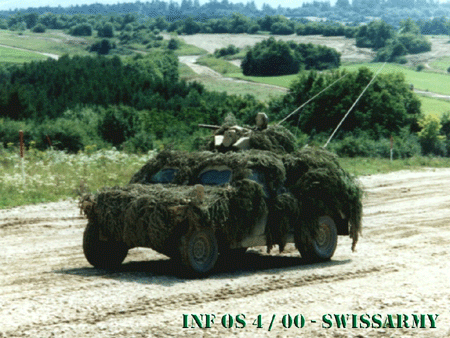 INF OS 4 / 00 - SWISSARMY